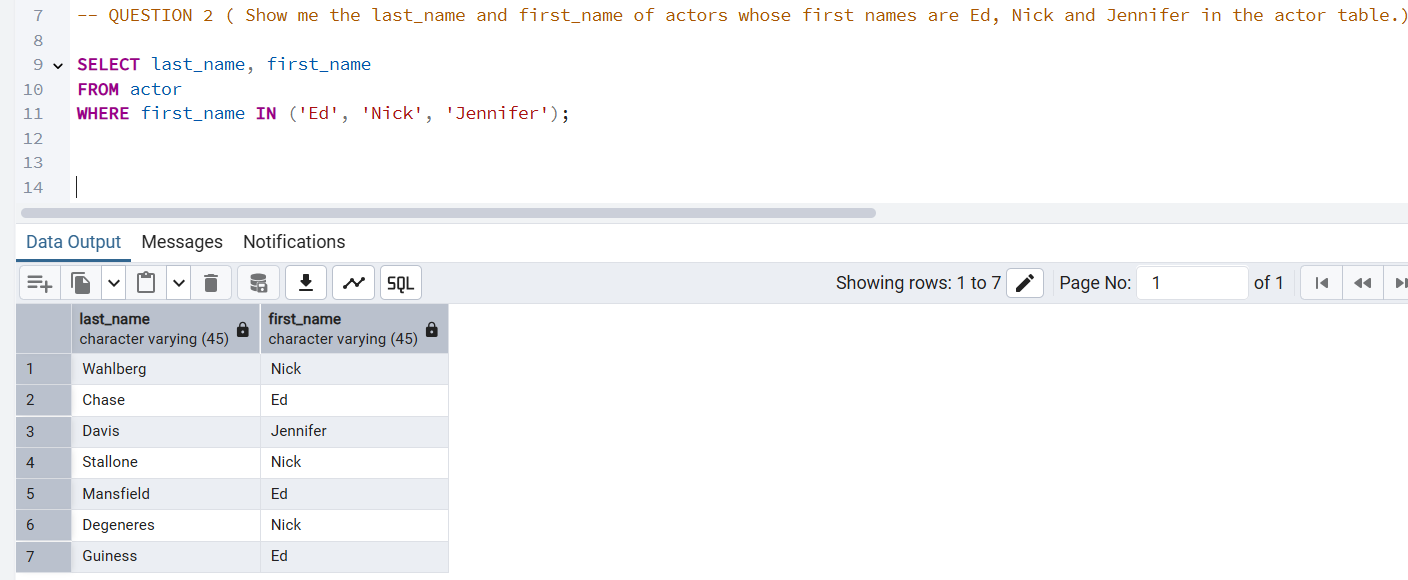 7 -- QUESTION 2 ( Show me the last_name and first_name of actors whose first names are Ed, Nick and Jennifer in the actor table.)
8
9 SELECT last_name, first_name
10 FROM actor
11 WHERE first_name IN ('Ed', 'Nick', 'Jennifer');
12
13
14
Data Output Messages Notifications
SQL Showing rows: 1 to 7 Page No: 1 of 1
last_name first_name
character varying (45) character varying (45)
1 Wahlberg Nick
2 Chase Ed
3 Davis Jennifer
4 Stallone Nick
5 Mansfield Ed
6 Degeneres Nick
7 Guiness Ed